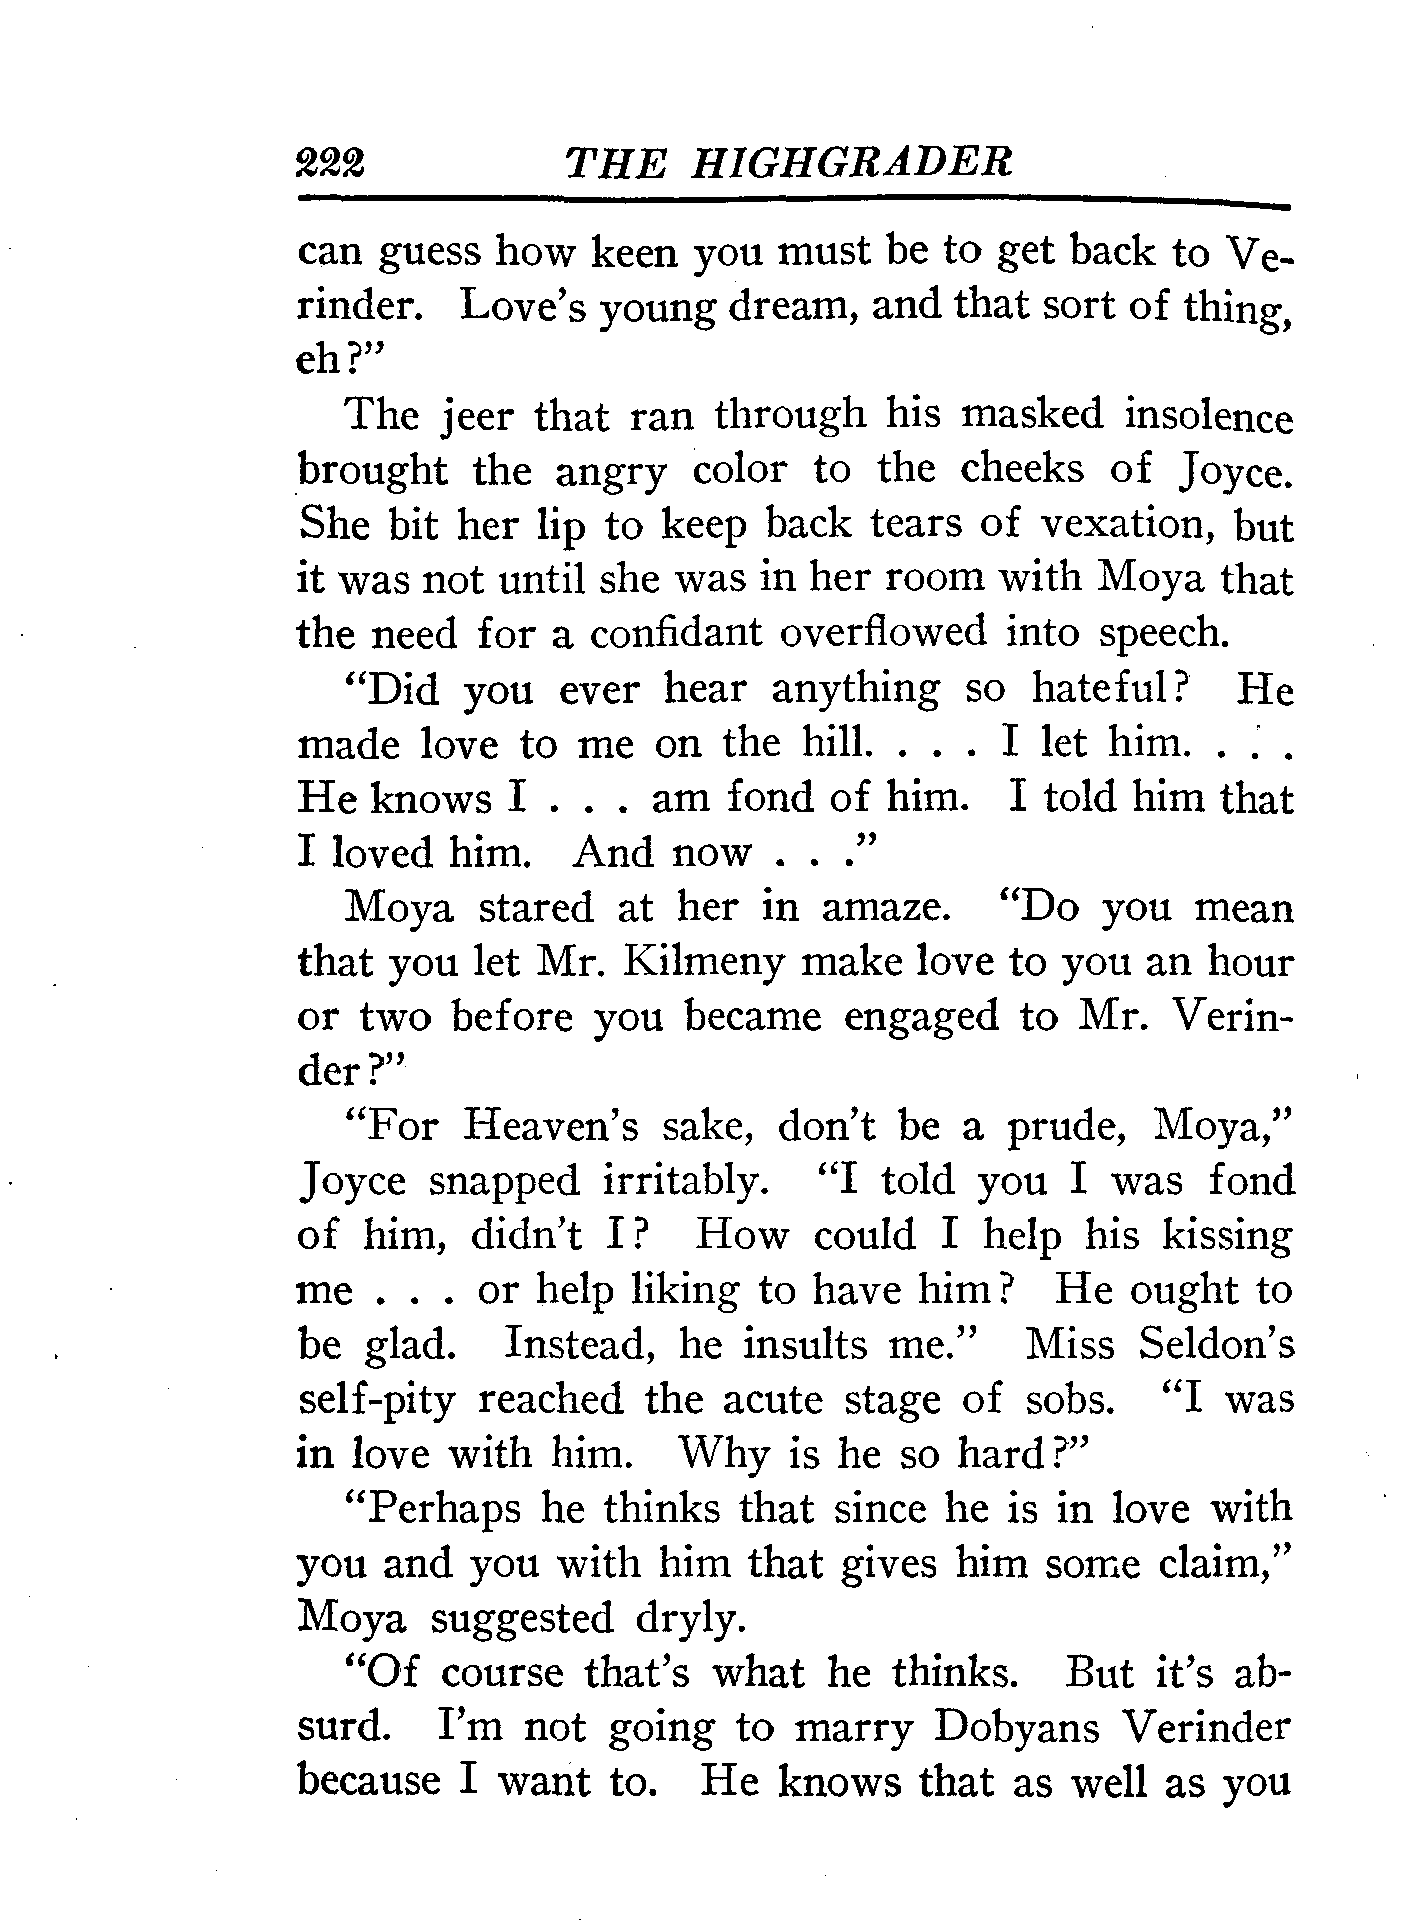 222 THE HIGHGRADER
can guess how keen you must be to get back to Ve-
rinder. Love's young dream, and that sort of thing,
eh?"
The jeer that ran through his masked insolence
brought the angry color to the cheeks of Joyce.
She bit her lip to keep back tears of vexation, but
it was not until she was in her room with Moya that
the need for a confidant overflowed into speech.
"Did you ever hear anything so hateful? He
made love to me on the hill. . . . I let him. . . .
He knows I . . . am fond of him. I told him that
I loved him. And now . . ."
Moya stared at her in amaze. "Do you mean
that you let Mr. Kilmeny make love to you an hour
or two before you became engaged to Mr. Verin-
der?"
"For Heaven's sake, don't be a prude, Moya,"
Joyce snapped irritably. "I told you I was fond
of him, didn't I? How could I help his kissing
me . . . or help liking to have him? He ought to
be glad. Instead, he insults me." Miss Seldon's
self-pity reached the acute stage of sobs. "I was
in love with him. Why is he so hard?"
"Perhaps he thinks that since he is in love with
you and you with him that gives him some claim,"
Moya suggested dryly.
"Of course that's what he thinks. But it's ab-
surd. I'm not going to marry Dobyans Verinder
because I want to. He knows that as well as you